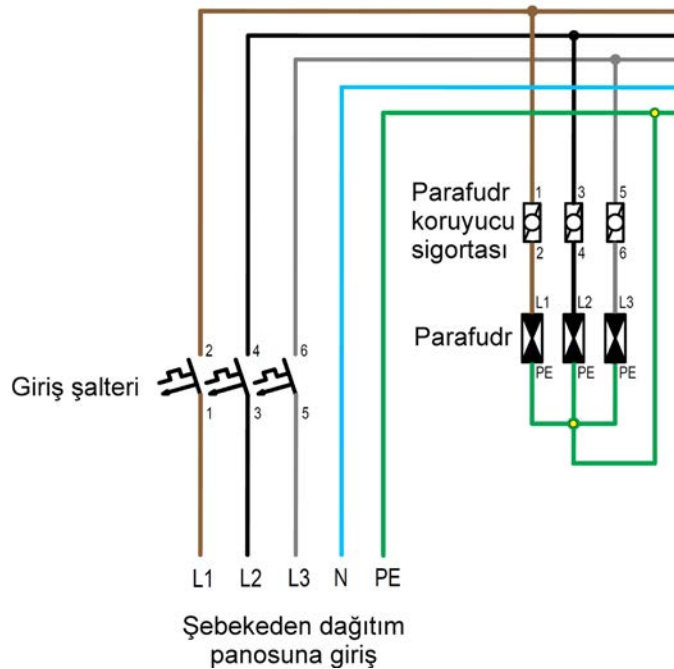 1 3 5
Parafudr
koruyucu
sigortası
2 4 6
L1 L2 L3
Parafudr
PE PE PE
2 4 6
Giriş şalteri
1 3 5
L1 L2 L3 N PE
Şebekeden dağıtım
panosuna giriş